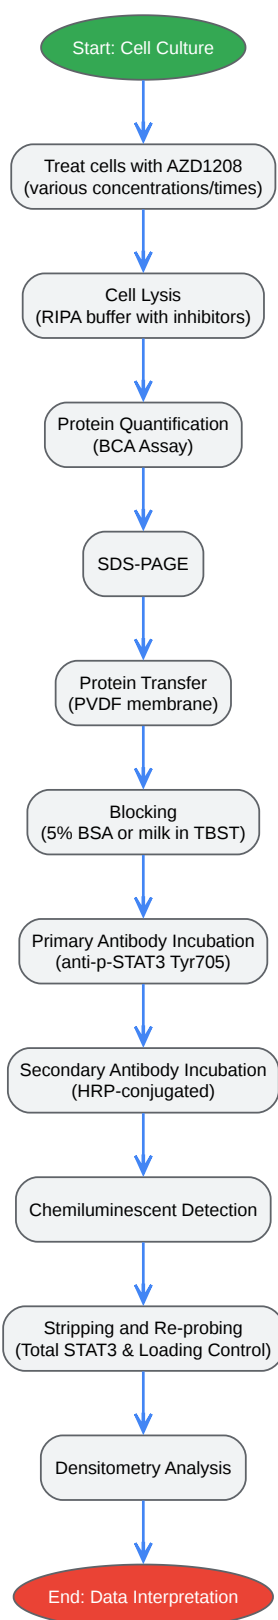 Start: Cell Culture
Treat cells with AZD1208
(various concentrations/times)
Cell Lysis
(RIPA buffer with inhibitors)
Protein Quantification
(BCA Assay)
SDS-PAGE
Protein Transfer
(PVDF membrane)
Blocking
(5% BSA or milk in TBST)
Primary Antibody Incubation
(anti-p-STAT3 Tyr705)
Secondary Antibody Incubation
(HRP-conjugated)
Chemiluminescent Detection
Stripping and Re-probing
(Total STAT3 & Loading Control)
Densitometry Analysis
End: Data Interpretation